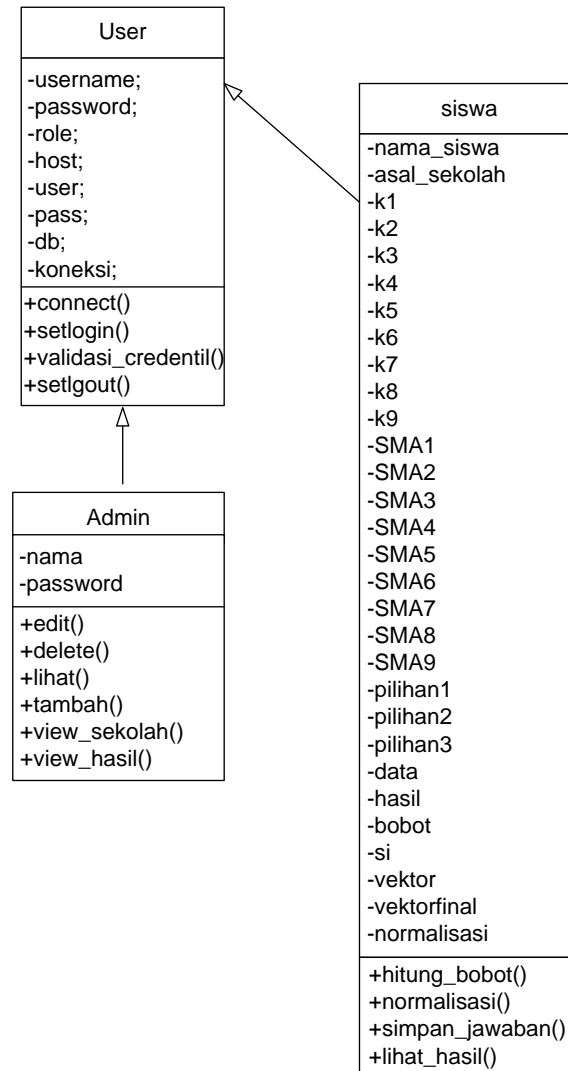 User
-username;
-password;
-role;
-host;
-user;
-pass;
-db;
-koneksi;
+connect()
+setlogin()
+validasi_credentil()
+setlgout()
Admin
-nama
-password
+edit()
+delete()
+lihat()
+tambah()
+view_sekolah()
+view_hasil()
siswa
-nama_siswa
-asal_sekolah
-k1
-k2
-k3
-k4
-k5
-k6
-k7
-k8
-k9
-SMA1
-SMA2
-SMA3
-SMA4
-SMA5
-SMA6
-SMA7
-SMA8
-SMA9
-pilihan1
-pilihan2
-pilihan3
-data
-hasil
-bobot
-si
-vektor
-vektorfinal
-normalisasi
+hitung_bobot()
+normalisasi()
+simpan_jawaban()
+lihat_hasil()